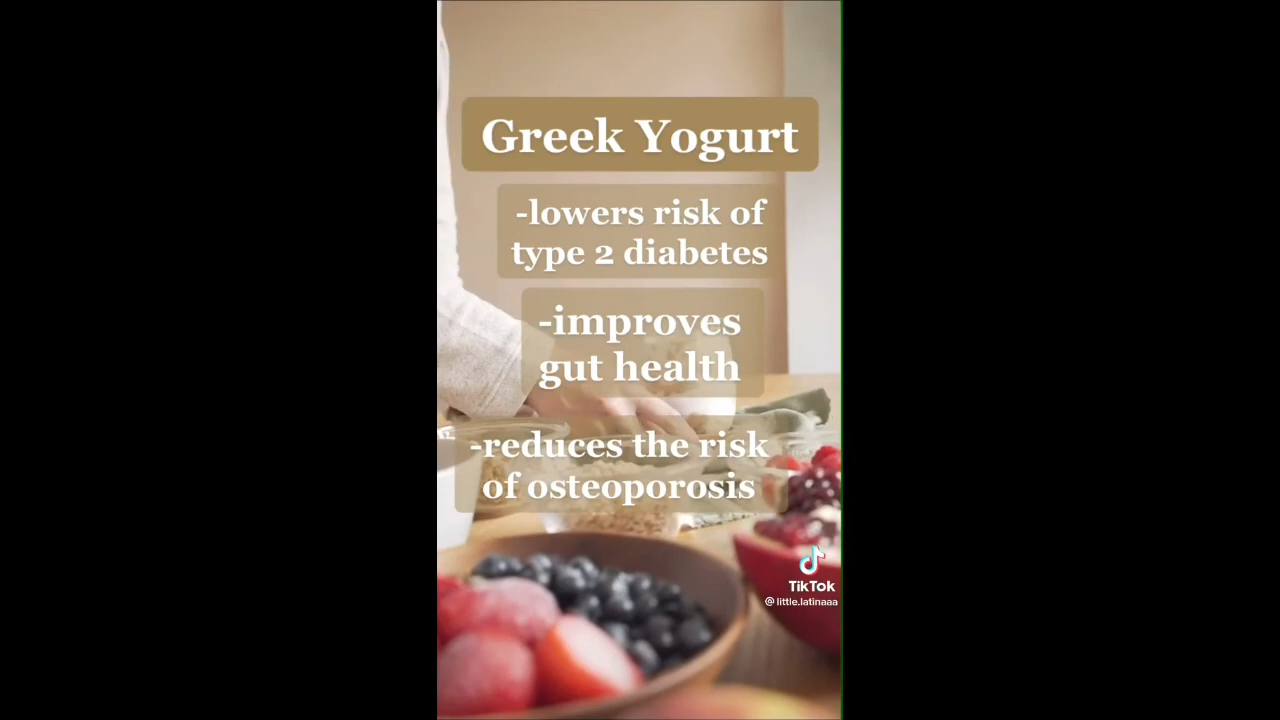 Greek Yogurt
-lowers risk of
type 2 diabetes
-improves
gut health
-reduces the risk
of osteoporosis
TikTok
@little.latinaaa